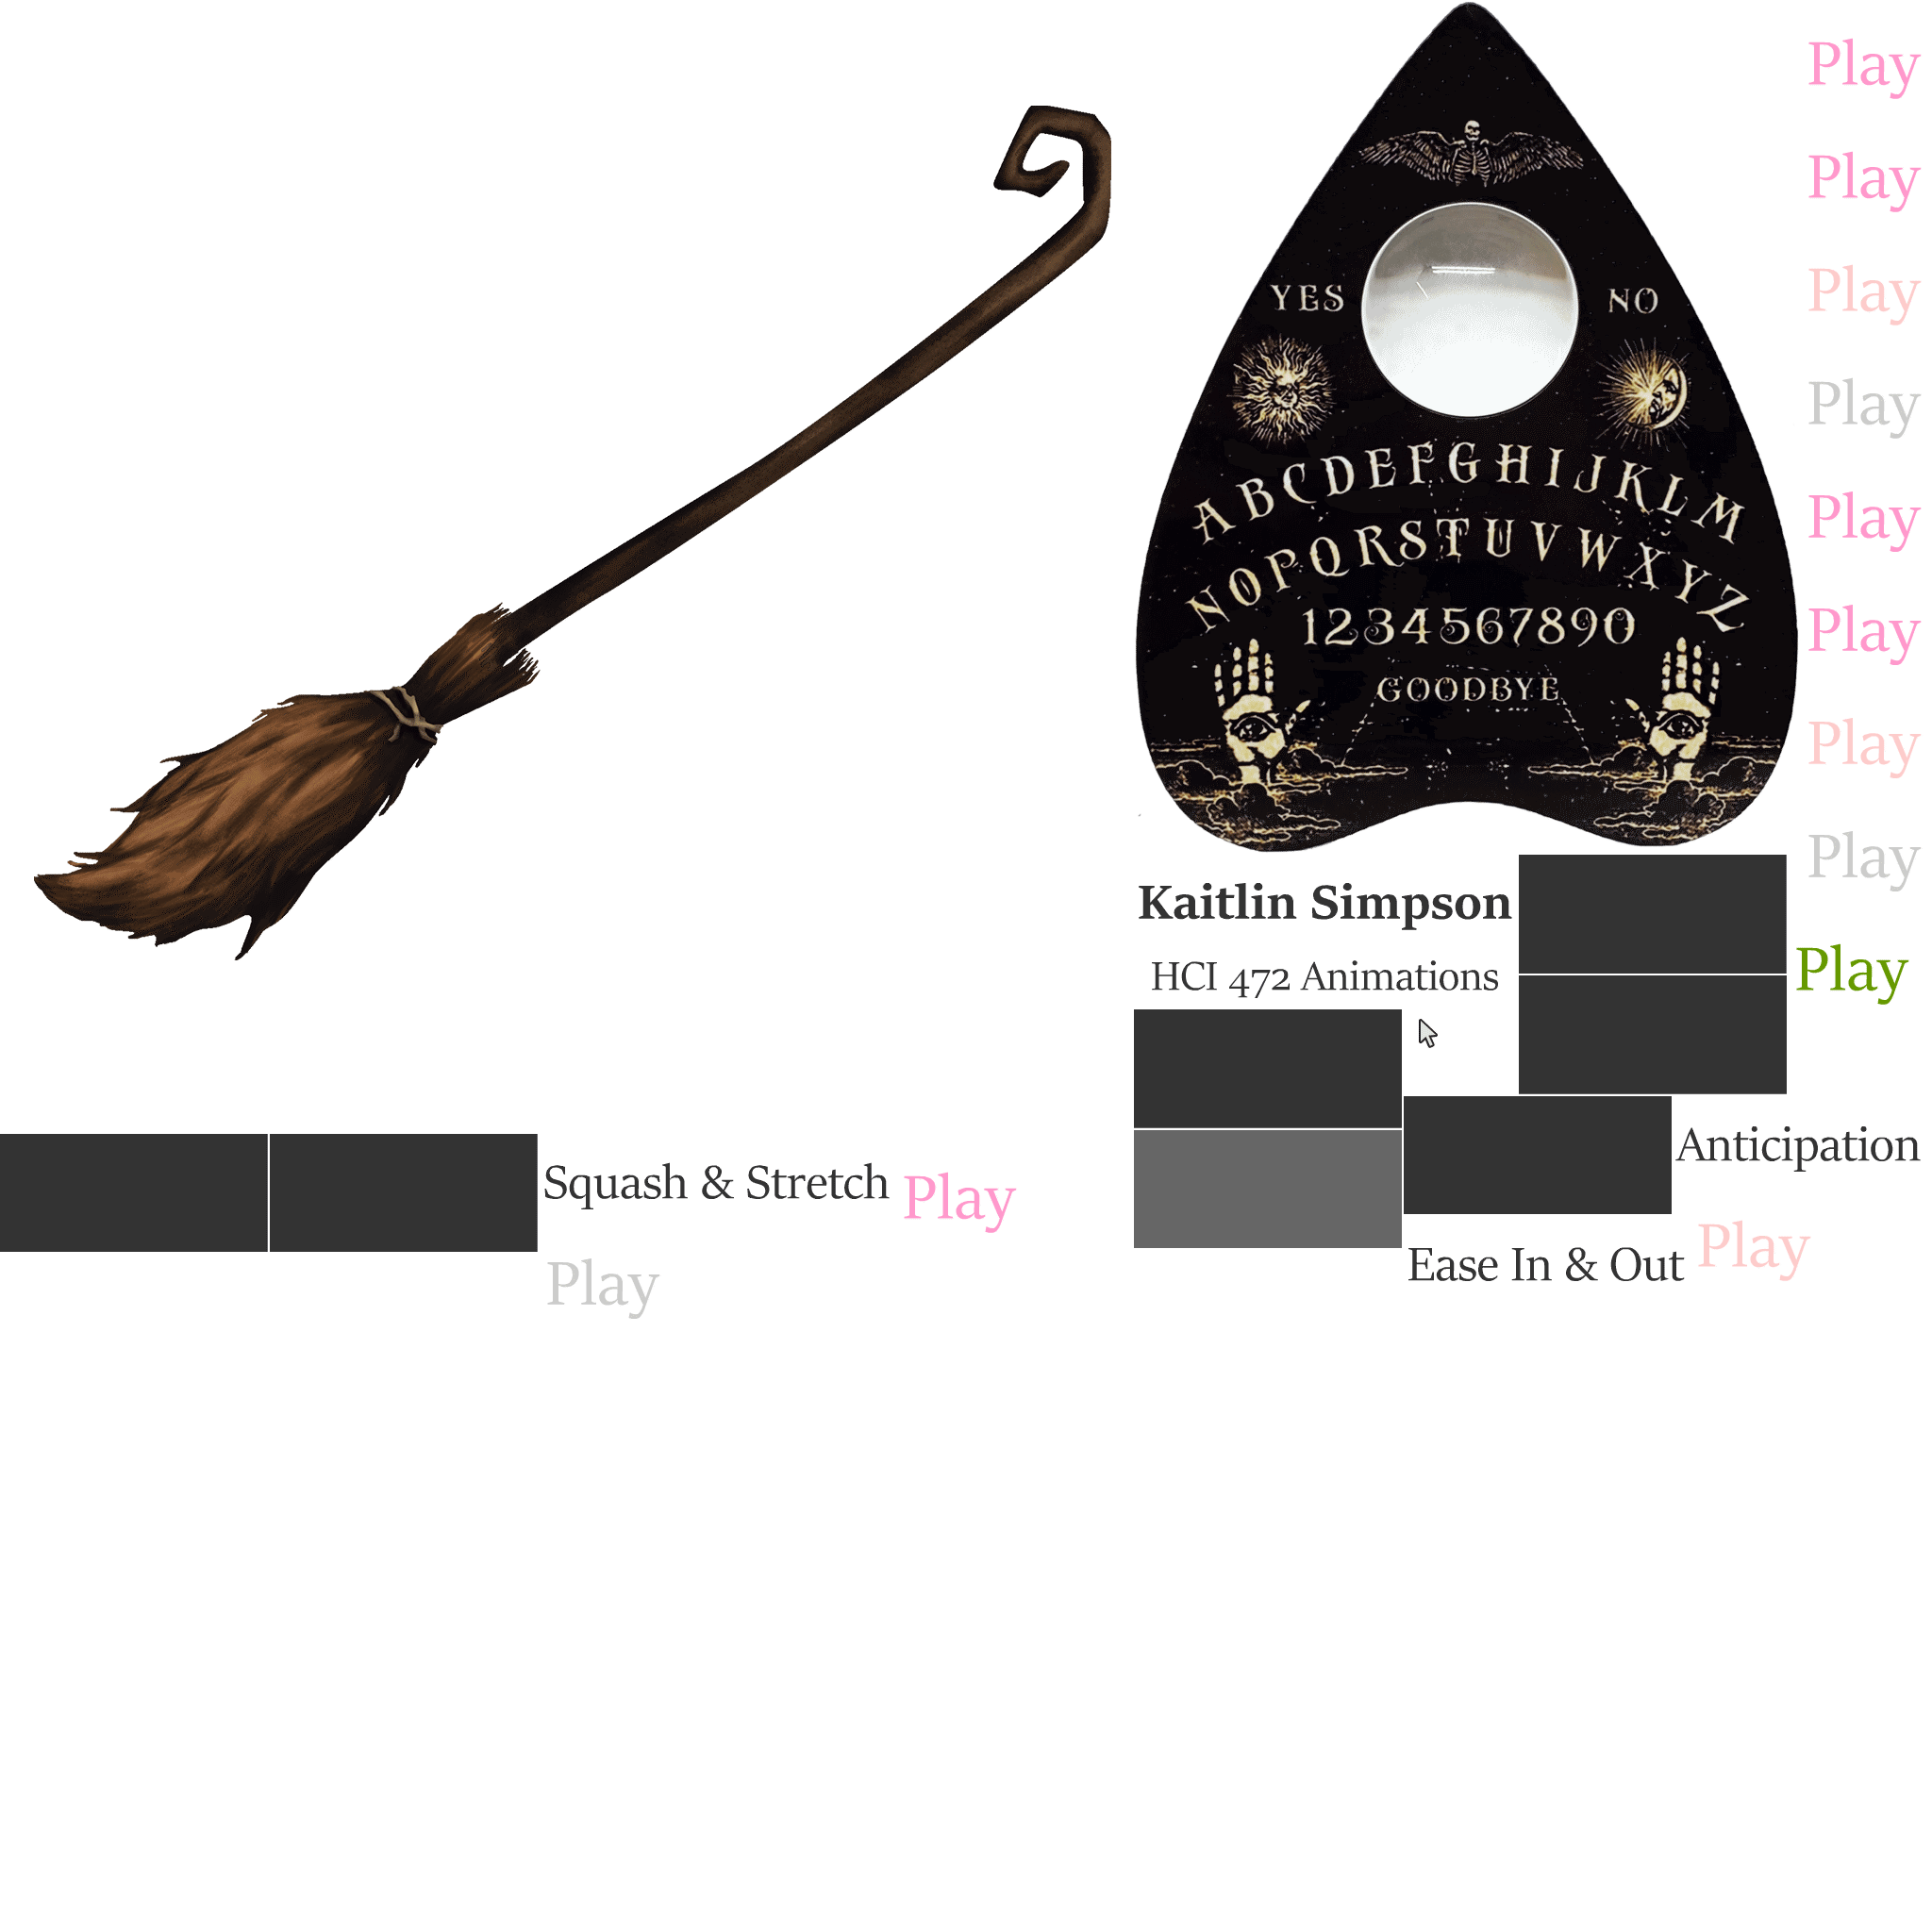 Play
Play
Play
YES
NO
Play
ABCDEFGHIJKLM
Play
NOPQRSTUVWXYZ
1234567890
Play
GOODBYE
Play
Play
Kaitlin Simpson
Play
HCI 472 Animations
Anticipation
Squash & Stretch
Play
Play
Ease In & Out
Play